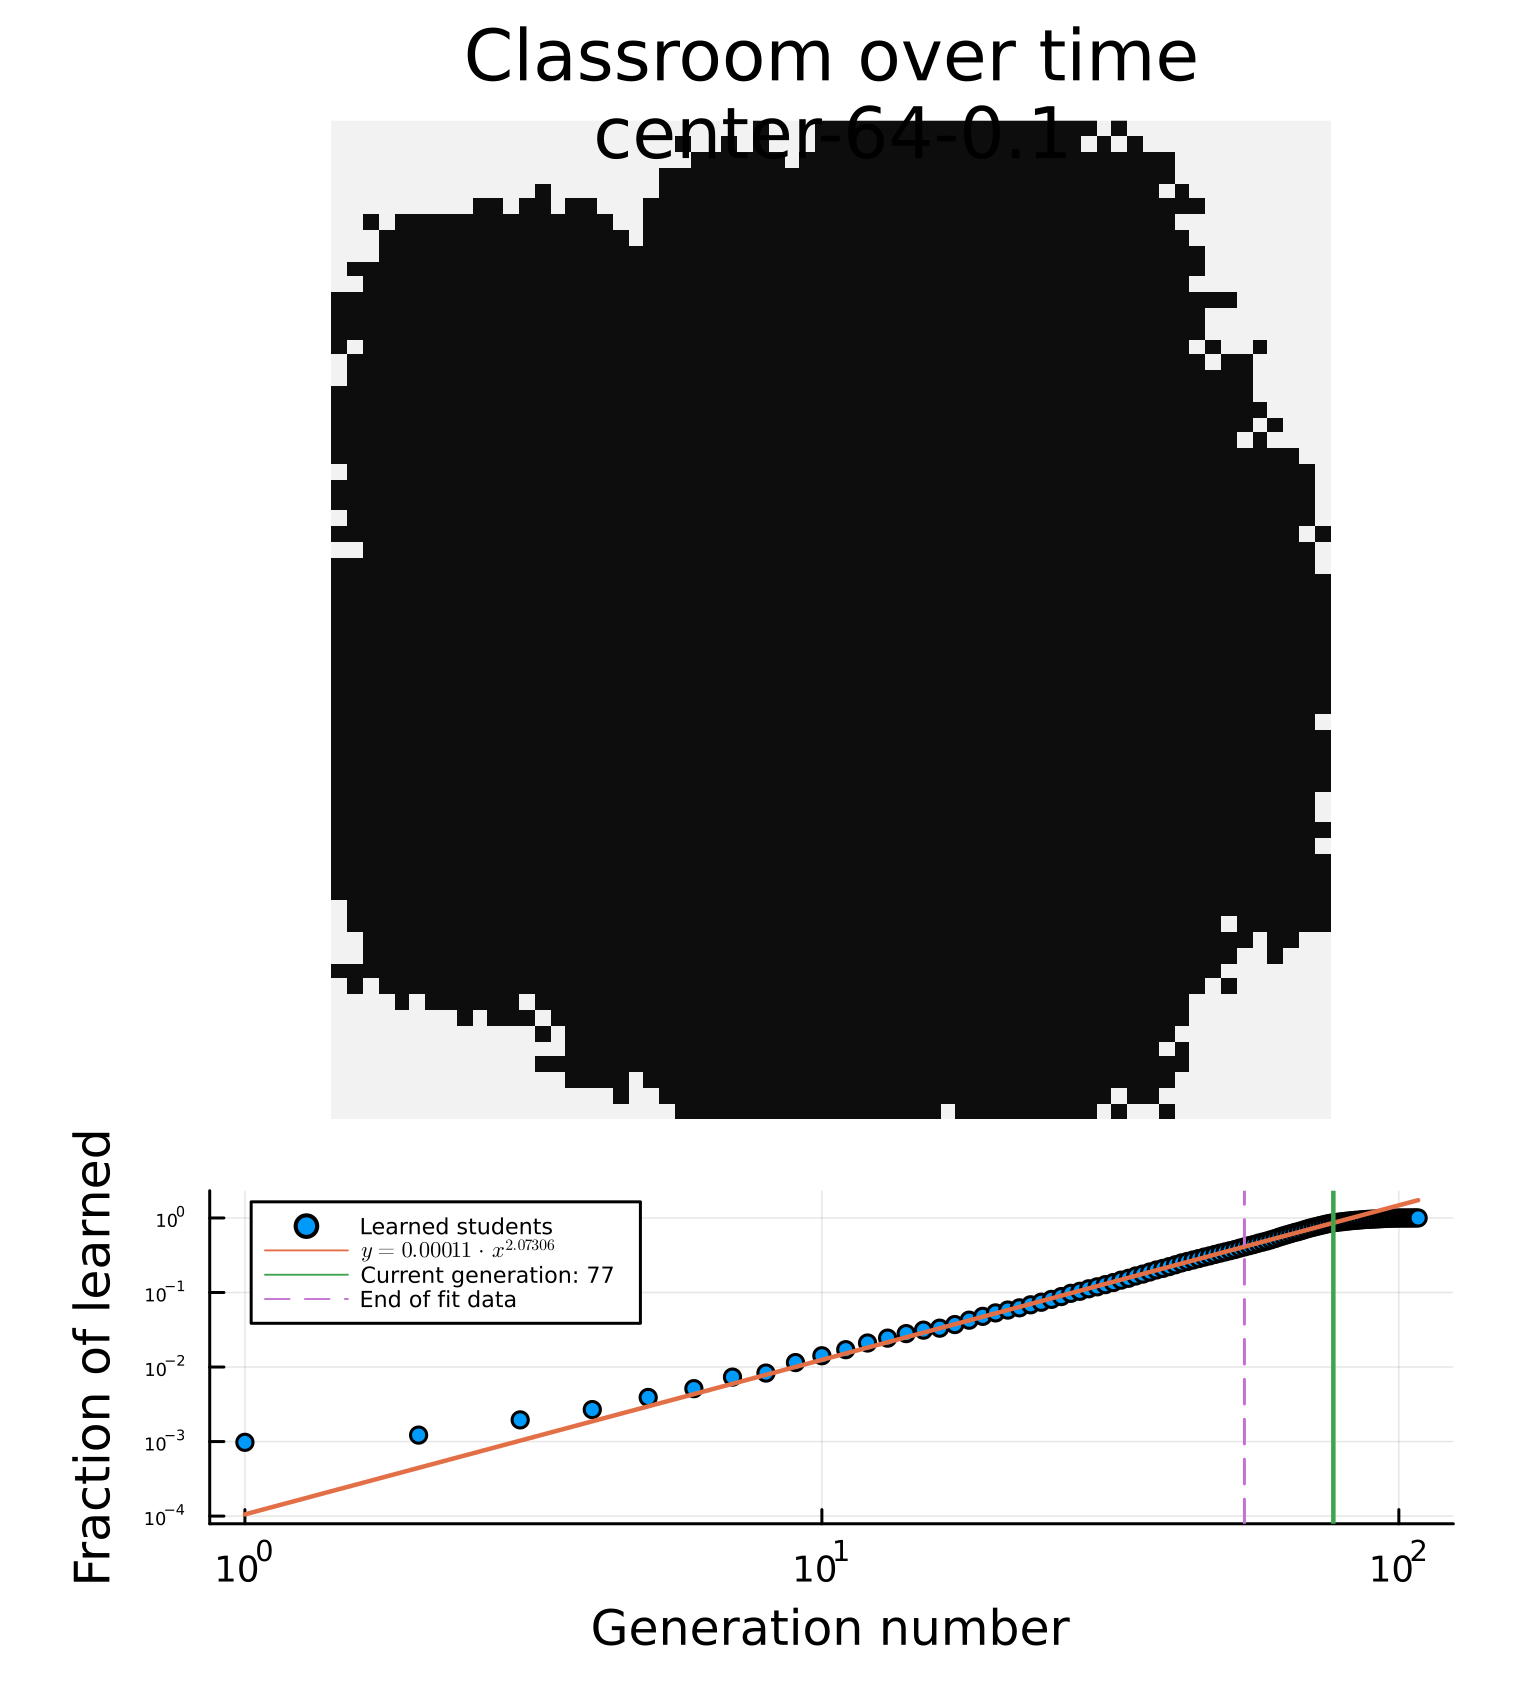 Classroom over time
center-64-0.1
Fraction of learned
10^0
10^-1
10^-2
10^-3
10^-4
Learned students
y = 0.00011 · x^2.07306
Current generation: 77
End of fit data
10^0 10^1 10^2
Generation number